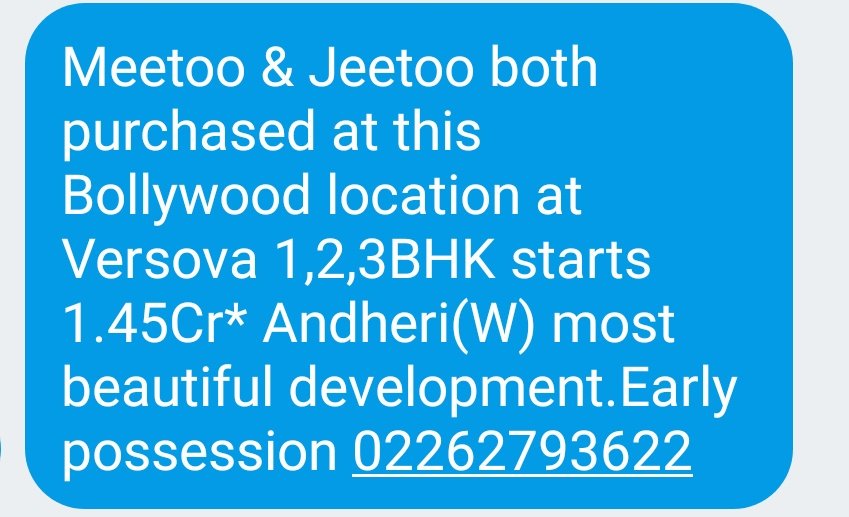 Meetoo & Jeetoo both
purchased at this
Bollywood location at
Versova 1,2,3BHK starts
1.45Cr* Andheri(W) most
beautiful development.Early
possession 02262793622